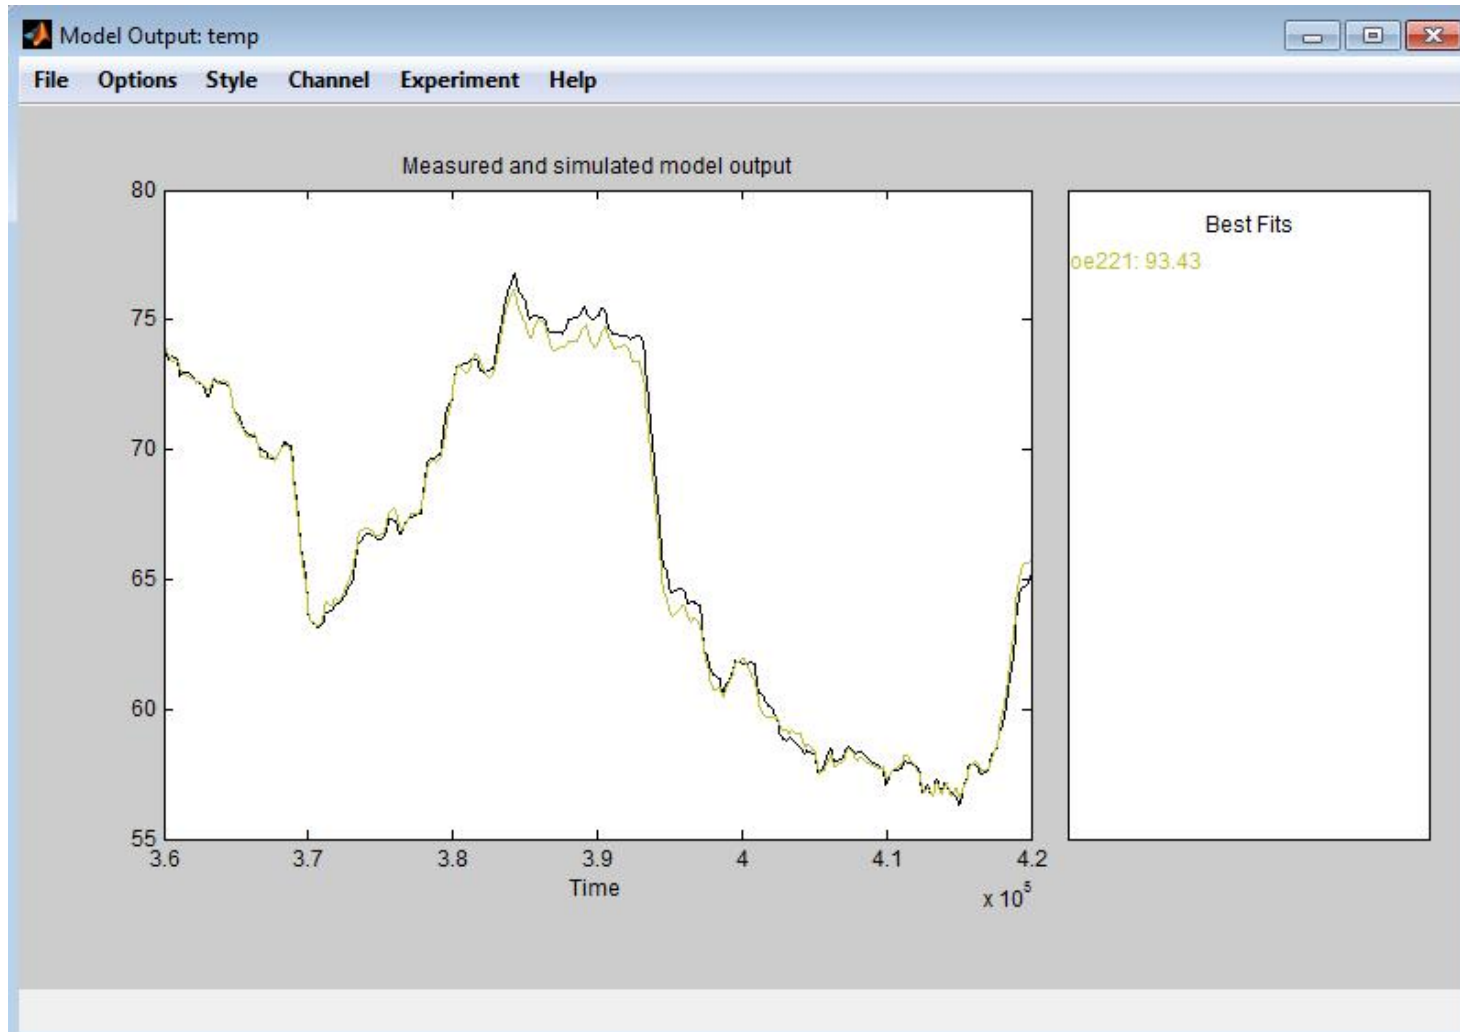 Model Output: temp
File Options Style Channel Experiment Help
Measured and simulated model output
80
75
70
65
60
55
3.6 3.7 3.8 3.9 4 4.1 4.2
Time
x 10⁵
Best Fits
oe221: 93.43